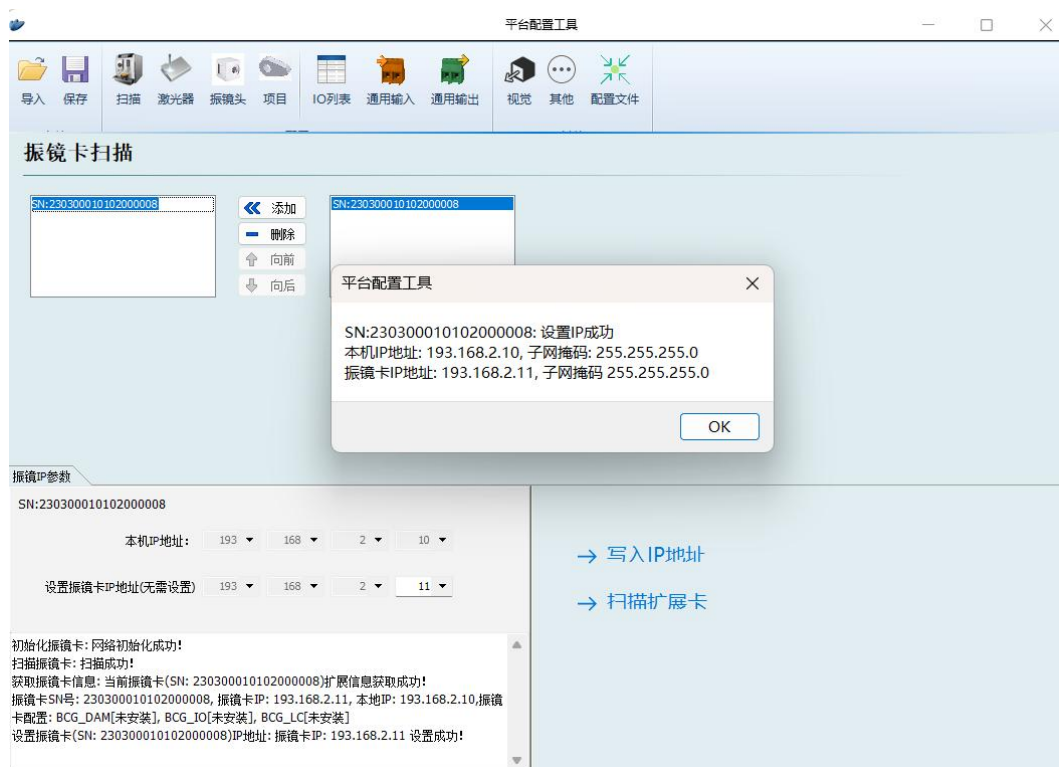 平台配置工具
导入 保存 扫描 激光器 振镜头 项目 IO列表 通用输入 通用输出 视觉 其他 配置文件
振镜卡扫描
SN:230300010102000008
添加
SN:230300010102000008
删除
向前
向后
平台配置工具
SN:230300010102000008: 设置IP成功
本机IP地址: 193.168.2.10, 子网掩码: 255.255.255.0
振镜卡IP地址: 193.168.2.11, 子网掩码 255.255.255.0
OK
振镜IP参数
SN:230300010102000008
本机IP地址: 193 168 2 10
设置振镜卡IP地址(无需设置) 193 168 2 11
写入IP地址
扫描扩展卡
初始化振镜卡: 网络初始化成功!
扫描振镜卡: 扫描成功!
获取振镜卡信息: 当前振镜卡(SN: 230300010102000008)扩展信息获取成功!
振镜卡SN号: 230300010102000008, 振镜卡IP: 193.168.2.11, 本地IP: 193.168.2.10,振镜
卡配置: BCG_DAM[未安装], BCG_IO[未安装], BCG_LC[未安装]
设置振镜卡(SN: 230300010102000008)IP地址: 振镜卡IP: 193.168.2.11 设置成功!